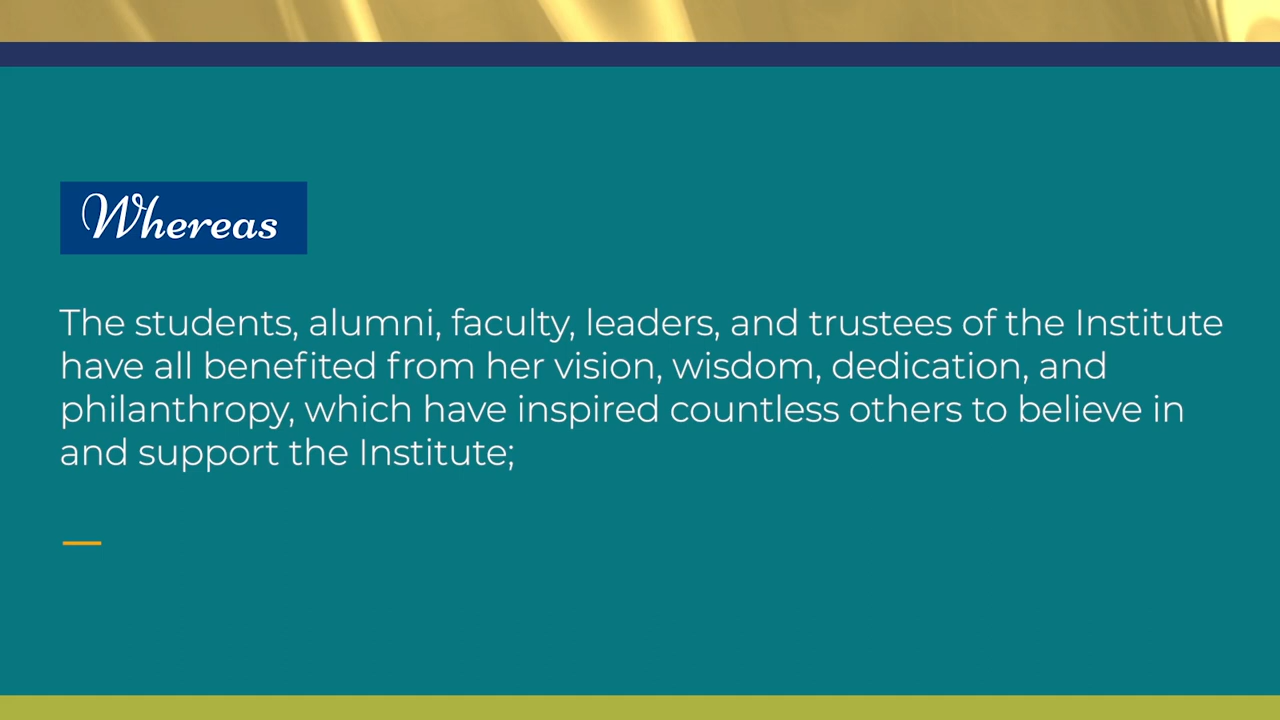 Whereas
The students, alumni, faculty, leaders, and trustees of the Institute
have all benefited from her vision, wisdom, dedication, and
philanthropy, which have inspired countless others to believe in
and support the Institute;